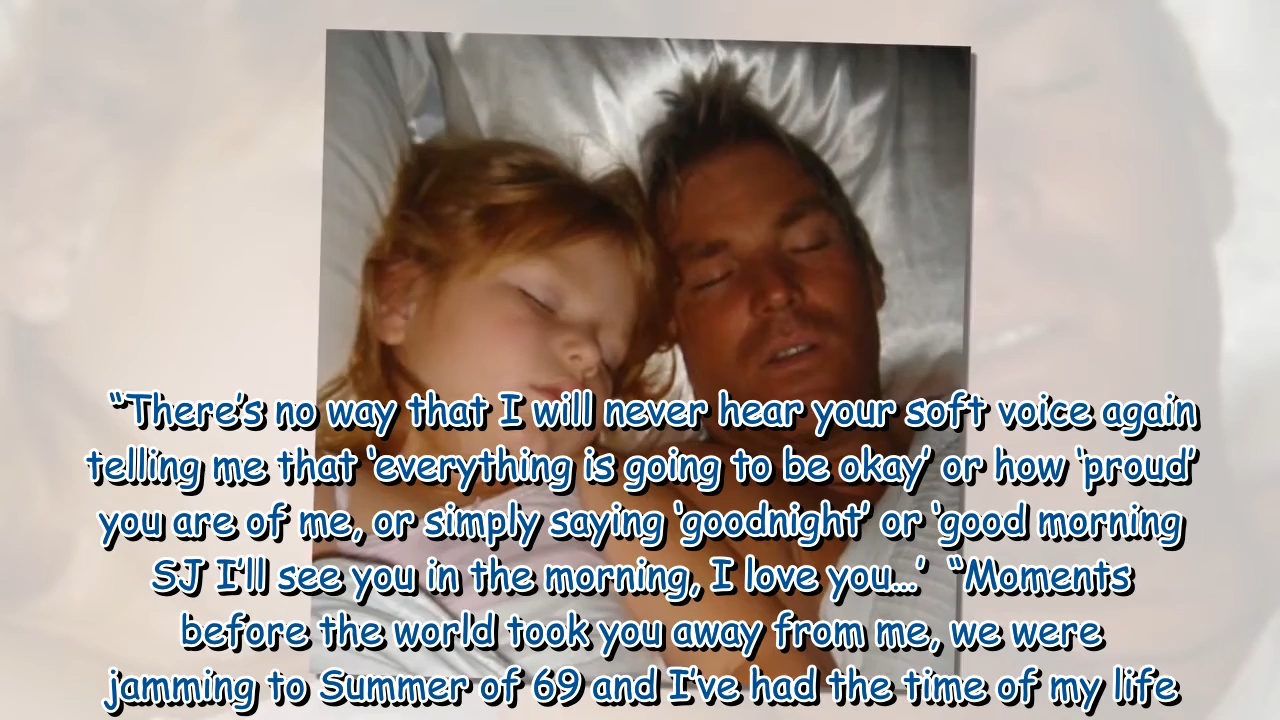 “There’s no way that I will never hear your soft voice again
telling me that ‘everything is going to be okay’ or how ‘proud’
you are of me, or simply saying ‘goodnight’ or ‘good morning
SJ I’ll see you in the morning, I love you...’ “Moments
before the world took you away from me, we were
jamming to Summer of 69 and I’ve had the time of my life